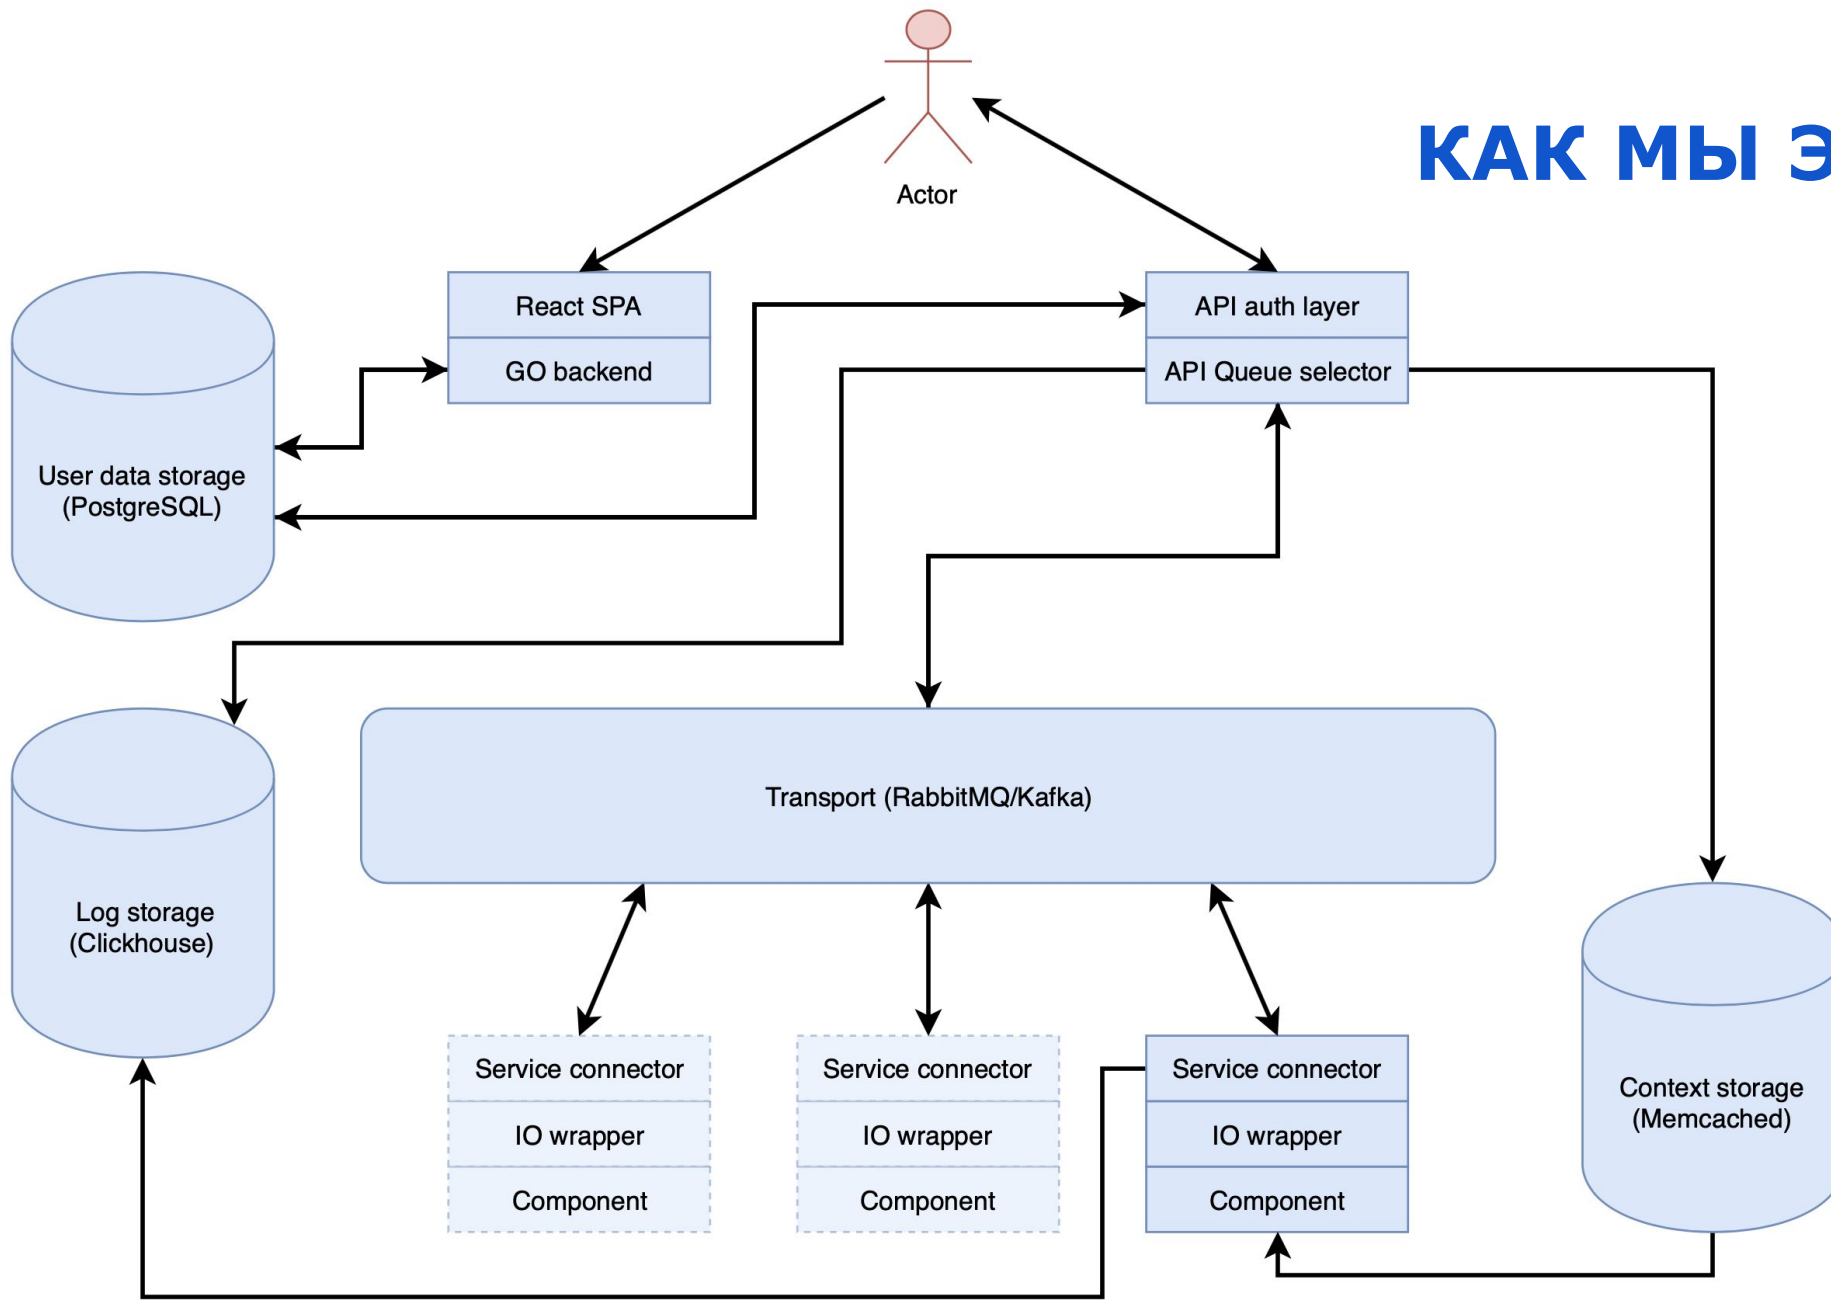 Actor
КАК МЫ Э
React SPA
GO backend
API auth layer
API Queue selector
User data storage
(PostgreSQL)
Transport (RabbitMQ/Kafka)
Log storage
(Clickhouse)
Service connector
IO wrapper
Component
Service connector
IO wrapper
Component
Service connector
IO wrapper
Component
Context storage
(Memcached)